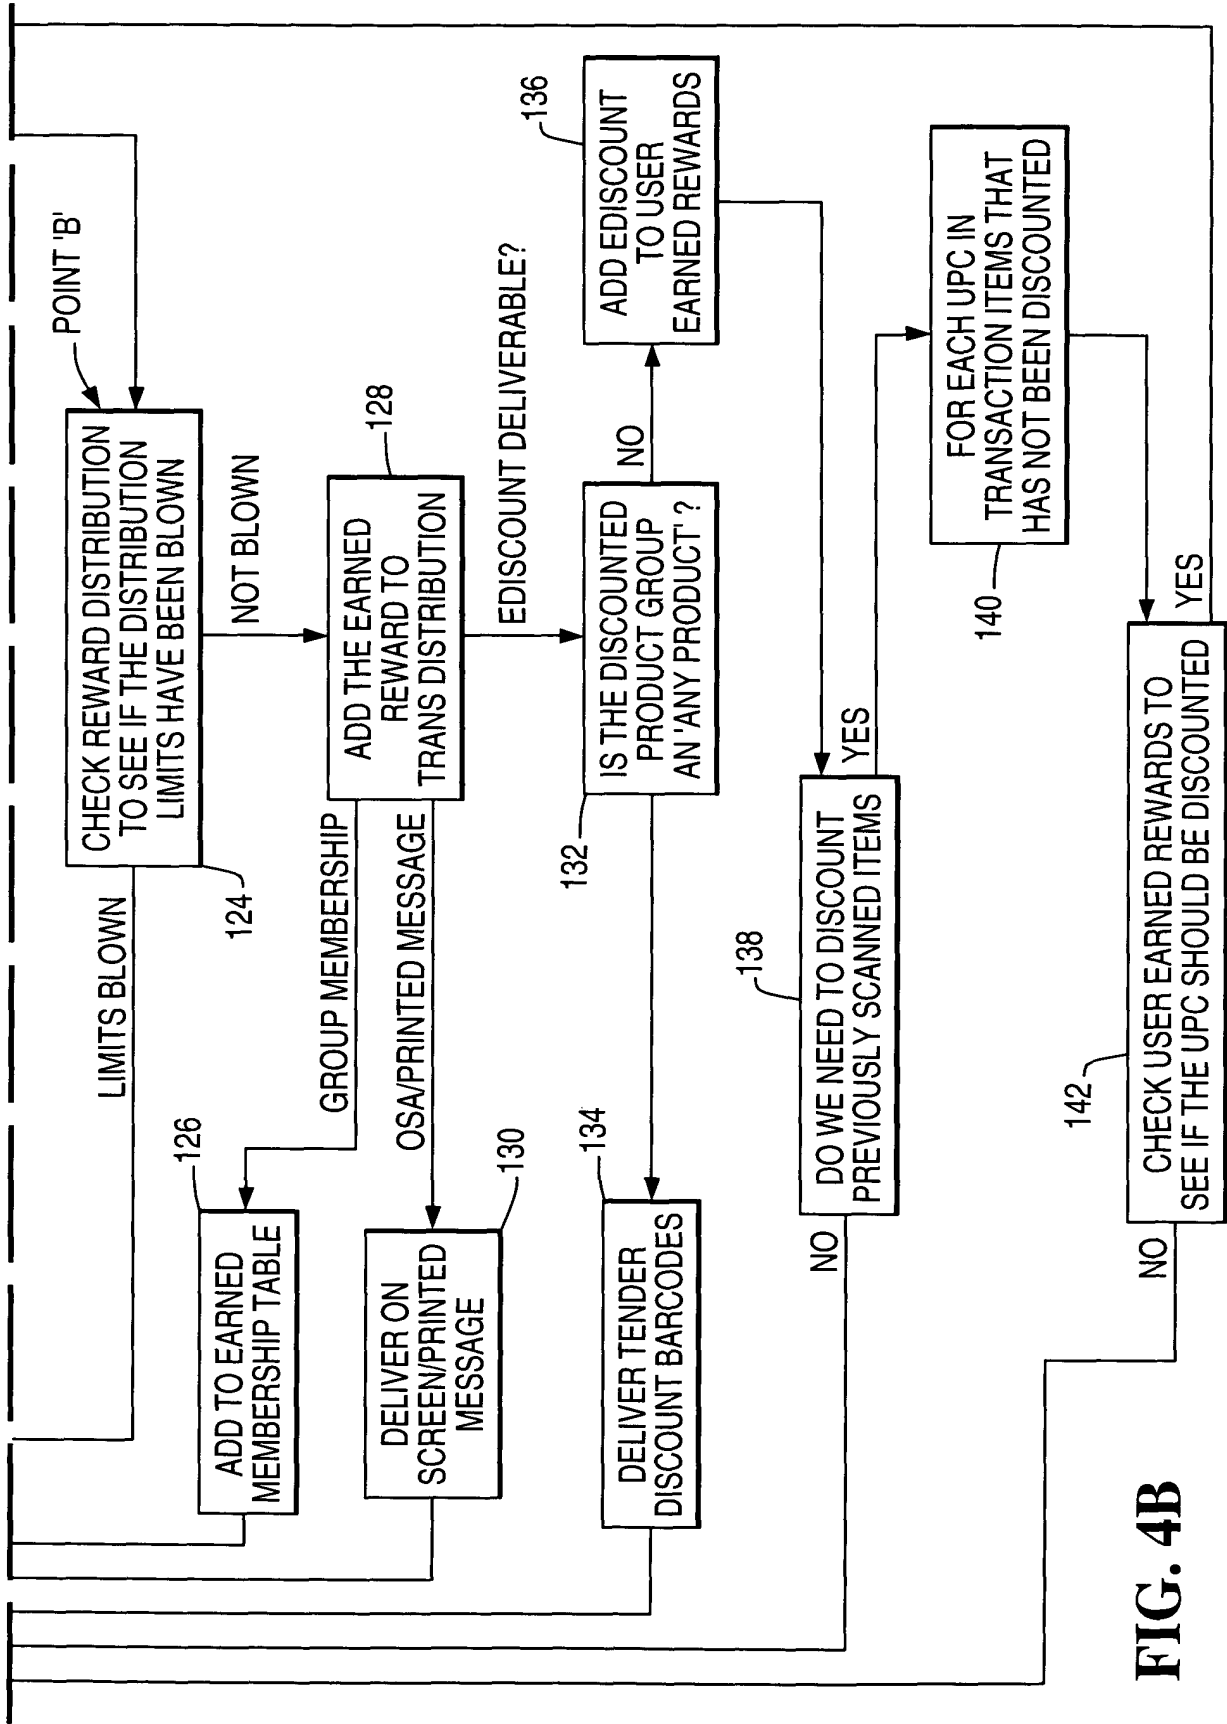 POINT 'B'
CHECK REWARD DISTRIBUTION
TO SEE IF THE DISTRIBUTION
LIMITS HAVE BEEN BLOWN
124
LIMITS BLOWN
NOT BLOWN
128
ADD THE EARNED
REWARD TO
TRANS DISTRIBUTION
GROUP MEMBERSHIP
OSA/PRINTED MESSAGE
EDISCOUNT DELIVERABLE?
126
ADD TO EARNED
MEMBERSHIP TABLE
130
DELIVER ON
SCREEN/PRINTED
MESSAGE
132
IS THE DISCOUNTED
PRODUCT GROUP
AN 'ANY PRODUCT' ?
NO
134
DELIVER TENDER
DISCOUNT BARCODES
136
ADD EDISCOUNT
TO USER
EARNED REWARDS
138
DO WE NEED TO DISCOUNT
PREVIOUSLY SCANNED ITEMS
NO
YES
140
FOR EACH UPC IN
TRANSACTION ITEMS THAT
HAS NOT BEEN DISCOUNTED
142
CHECK USER EARNED REWARDS TO
SEE IF THE UPC SHOULD BE DISCOUNTED
NO
YES
FIG. 4B